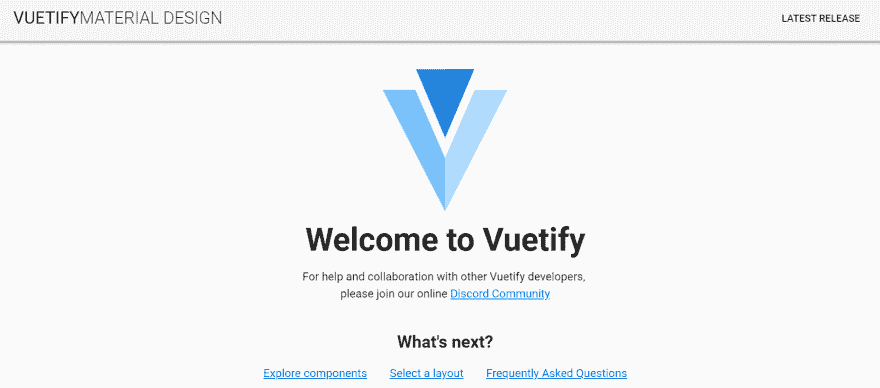 VUETIFYMATERIAL DESIGN LATEST RELEASE
Welcome to Vuetify
For help and collaboration with other Vuetify developers,
please join our online Discord Community
What's next?
Explore components Select a layout Frequently Asked Questions